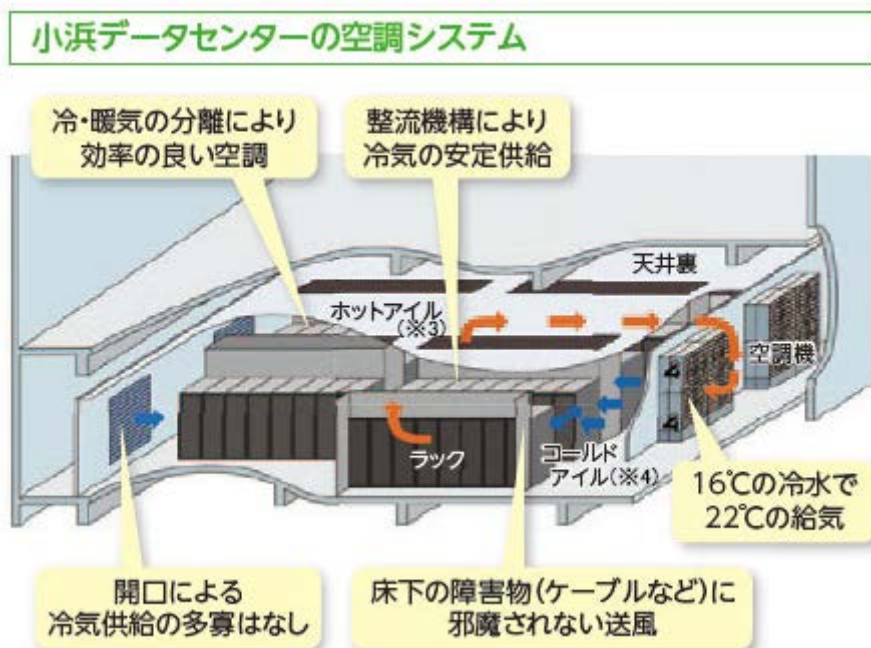 小浜データセンターの空調システム
冷・暖気の分離により
効率の良い空調
整流機構により
冷気の安定供給
天井裏
ホットアイル
(※3)
空調機
ラック
コールド
アイル(※4)
16℃の冷水で
22℃の給気
開口による
冷気供給の多寡はなし
床下の障害物(ケーブルなど)に
邪魔されない送風